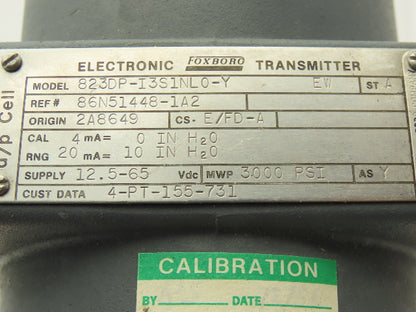 ELECTRONIC FOXBORO TRANSMITTER
MODEL 823DP-I3S1NL0-Y EW ST A
REF # 86N51448-1A2
ORIGIN 2A8649 CS- E/FD-A
CAL 4 mA= 0 IN H2O
RNG 20 mA= 10 IN H2O
SUPPLY 12.5-65 Vdc MWP 3000 PSI AS Y
CUST DATA 4-PT-155-731
d/p Cell
CALIBRATION
BY DATE